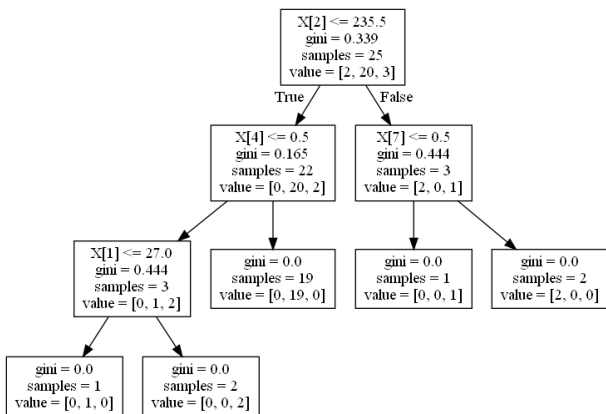 X[2] <= 235.5
gini = 0.339
samples = 25
value = [2, 20, 3]
True
False
X[4] <= 0.5
gini = 0.165
samples = 22
value = [0, 20, 2]
X[7] <= 0.5
gini = 0.444
samples = 3
value = [2, 0, 1]
X[1] <= 27.0
gini = 0.444
samples = 3
value = [0, 1, 2]
gini = 0.0
samples = 19
value = [0, 19, 0]
gini = 0.0
samples = 1
value = [0, 0, 1]
gini = 0.0
samples = 2
value = [2, 0, 0]
gini = 0.0
samples = 1
value = [0, 1, 0]
gini = 0.0
samples = 2
value = [0, 0, 2]